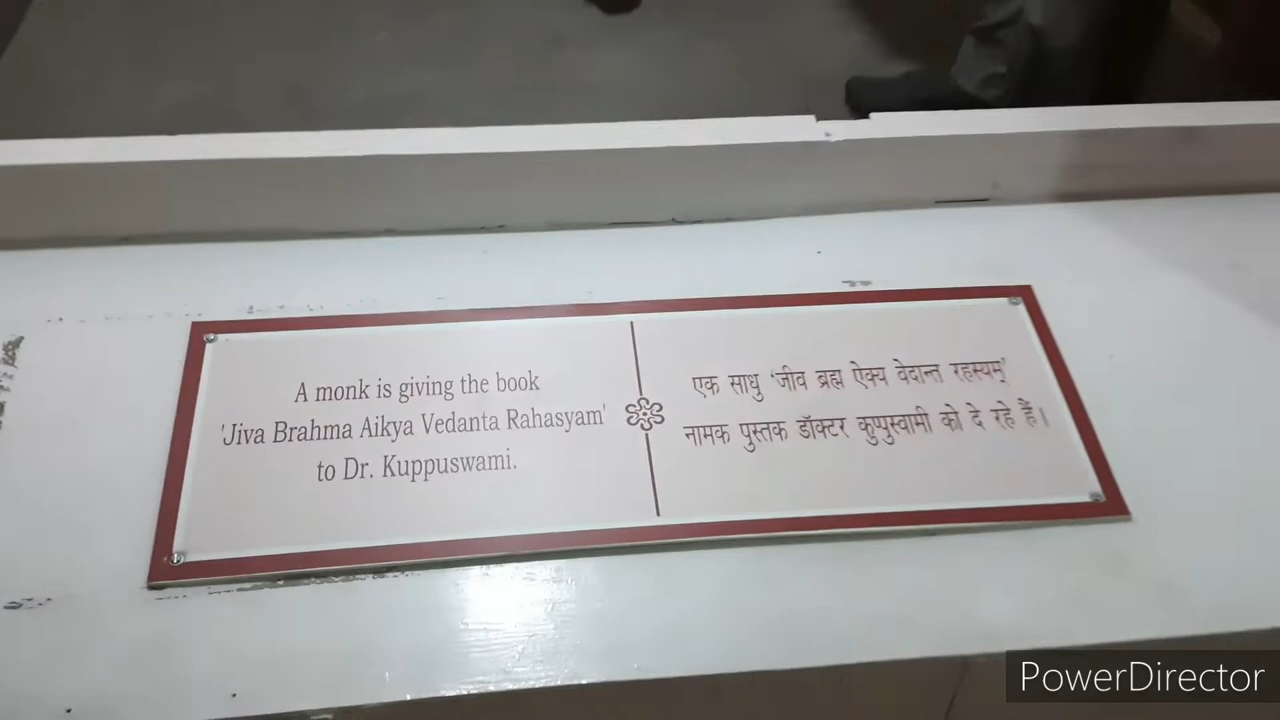 A monk is giving the book
'Jiva Brahma Aikya Vedanta Rahasyam'
to Dr. Kuppuswami.
एक साधु 'जीव ब्रह्म ऐक्य वेदान्त रहस्यम्'
नामक पुस्तक डॉक्टर कुप्पुस्वामी को दे रहे हैं।
PowerDirector